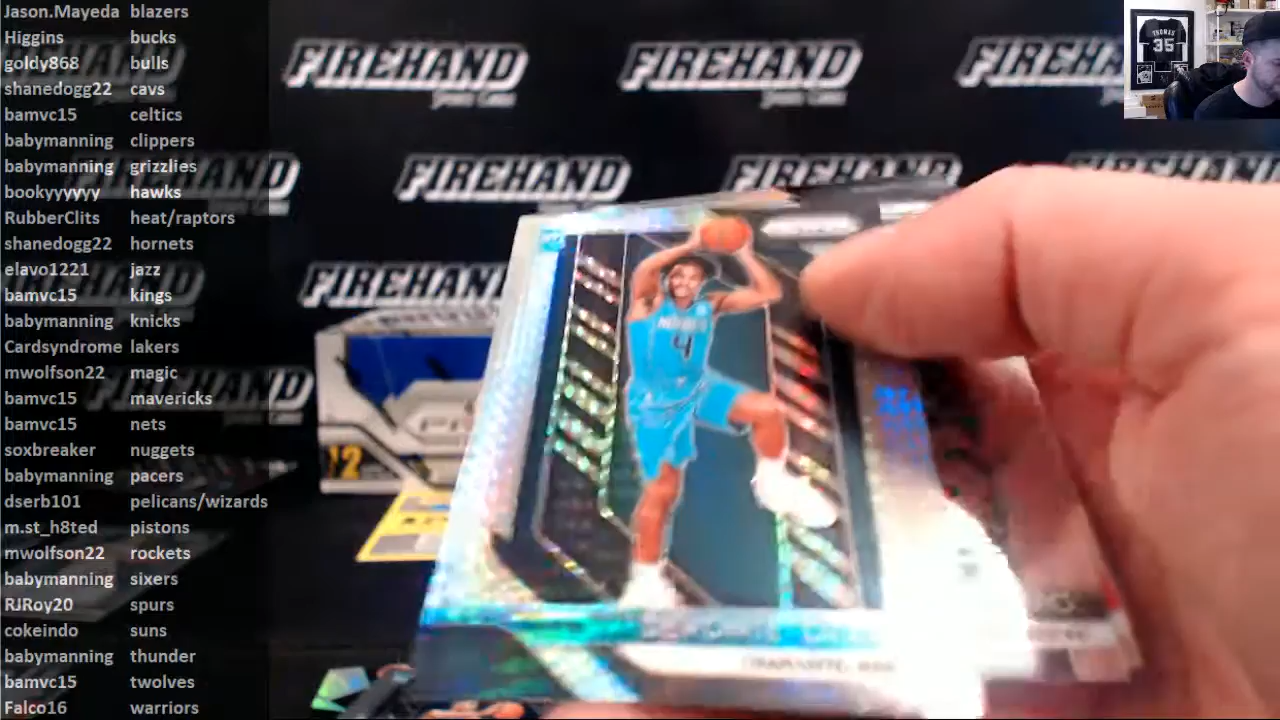 Jason.Mayeda blazers
Higgins bucks
goldy868 bulls
shanedogg22 cavs
bamvc15 celtics
babymanning clippers
babymanning grizzlies
bookyyyyyy hawks
RubberClits heat/raptors
shanedogg22 hornets
elavo1221 jazz
bamvc15 kings
babymanning knicks
Cardsyndrome lakers
mwolfson22 magic
bamvc15 mavericks
bamvc15 nets
soxbreaker nuggets
babymanning pacers
dserb101 pelicans/wizards
m.st_h8ted pistons
mwolfson22 rockets
babymanning sixers
RJRoy20 spurs
cokeindo suns
babymanning thunder
bamvc15 twolves
Falco16 warriors
FIREHAND FIREHAND FIREHAND
FIREHAND FIREHAND FIREHAND
FIREHAND
FIREHAND
THOMAS
35
4
12